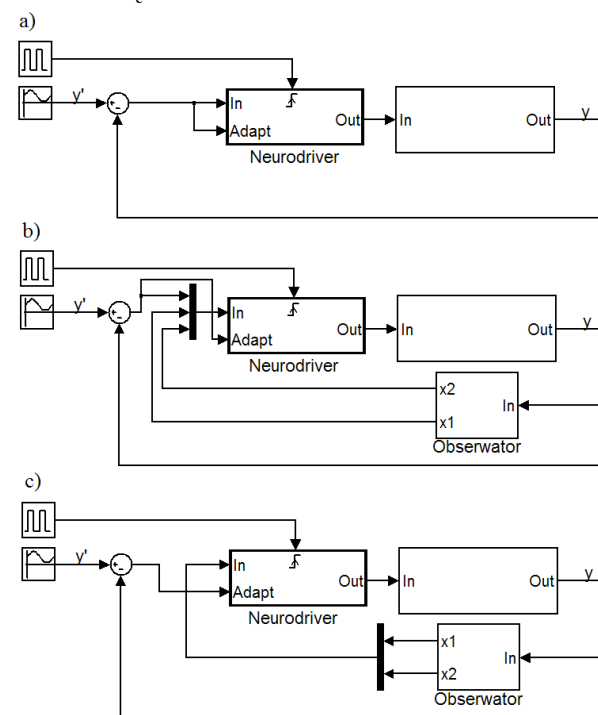 a)
y'
+
-
In
Adapt
Out
Neurodriver
In
Out
y
b)
y'
+
-
In
Adapt
Out
Neurodriver
In
Out
y
x2
x1
In
Obserwator
c)
y'
+
-
In
Adapt
Out
Neurodriver
In
Out
y
x1
x2
In
Obserwator